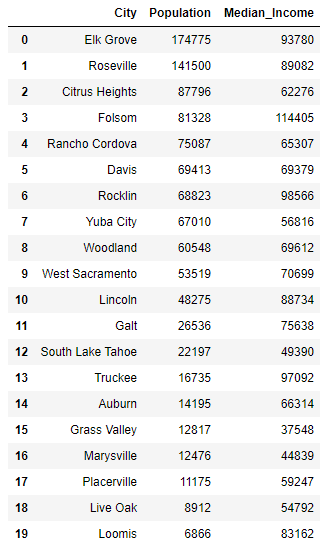 City Population Median_Income
0 Elk Grove 174775 93780
1 Roseville 141500 89082
2 Citrus Heights 87796 62276
3 Folsom 81328 114405
4 Rancho Cordova 75087 65307
5 Davis 69413 69379
6 Rocklin 68823 98566
7 Yuba City 67010 56816
8 Woodland 60548 69612
9 West Sacramento 53519 70699
10 Lincoln 48275 88734
11 Galt 26536 75638
12 South Lake Tahoe 22197 49390
13 Truckee 16735 97092
14 Auburn 14195 66314
15 Grass Valley 12817 37548
16 Marysville 12476 44839
17 Placerville 11175 59247
18 Live Oak 8912 54792
19 Loomis 6866 83162